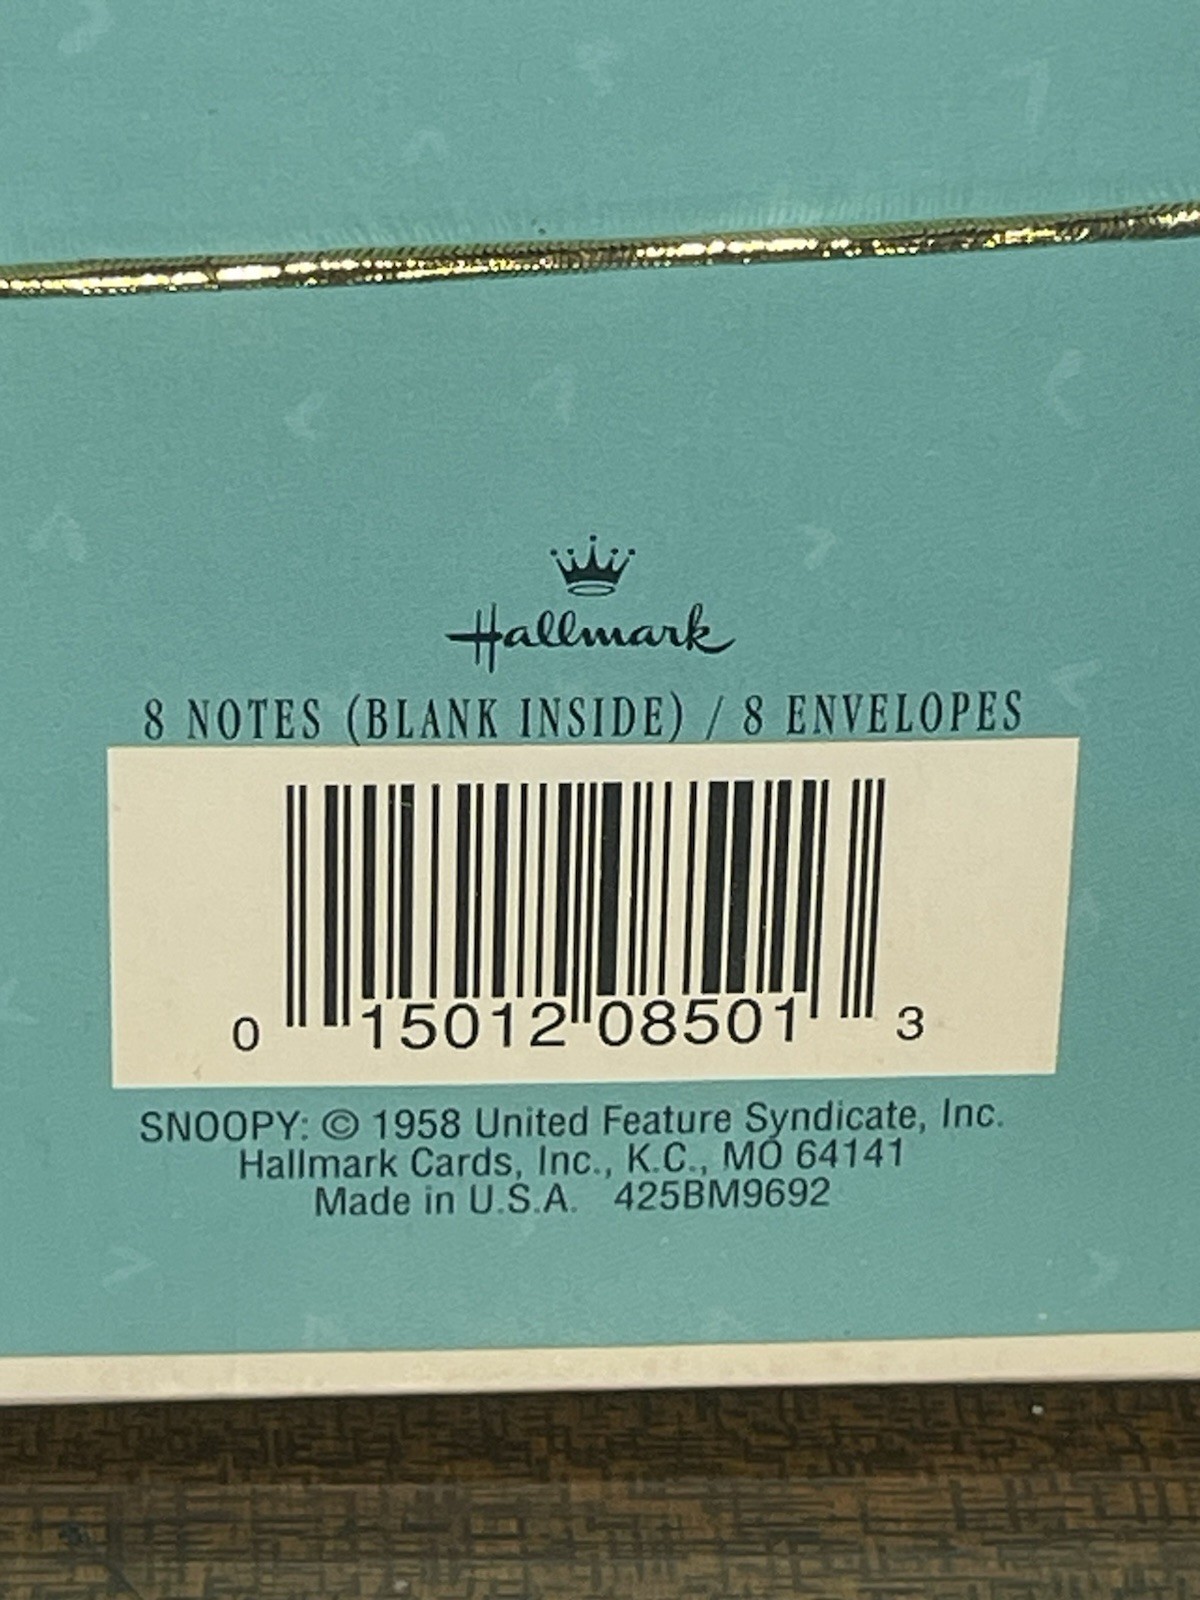 Hallmark
8 NOTES (BLANK INSIDE) / 8 ENVELOPES
0 15012 08501 3
SNOOPY: © 1958 United Feature Syndicate, Inc.
Hallmark Cards, Inc., K.C., MO 64141
Made in U.S.A. 425BM9692